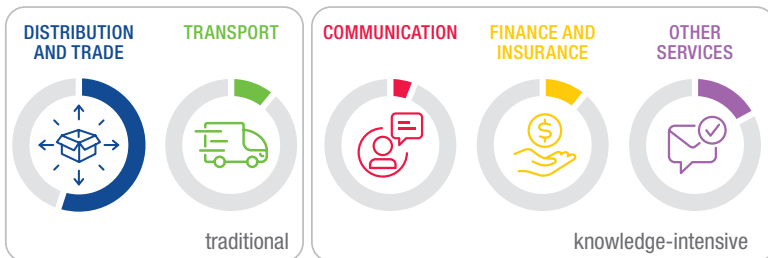 DISTRIBUTION
AND TRADE
TRANSPORT
traditional
COMMUNICATION
FINANCE AND
INSURANCE
$
OTHER
SERVICES
knowledge-intensive